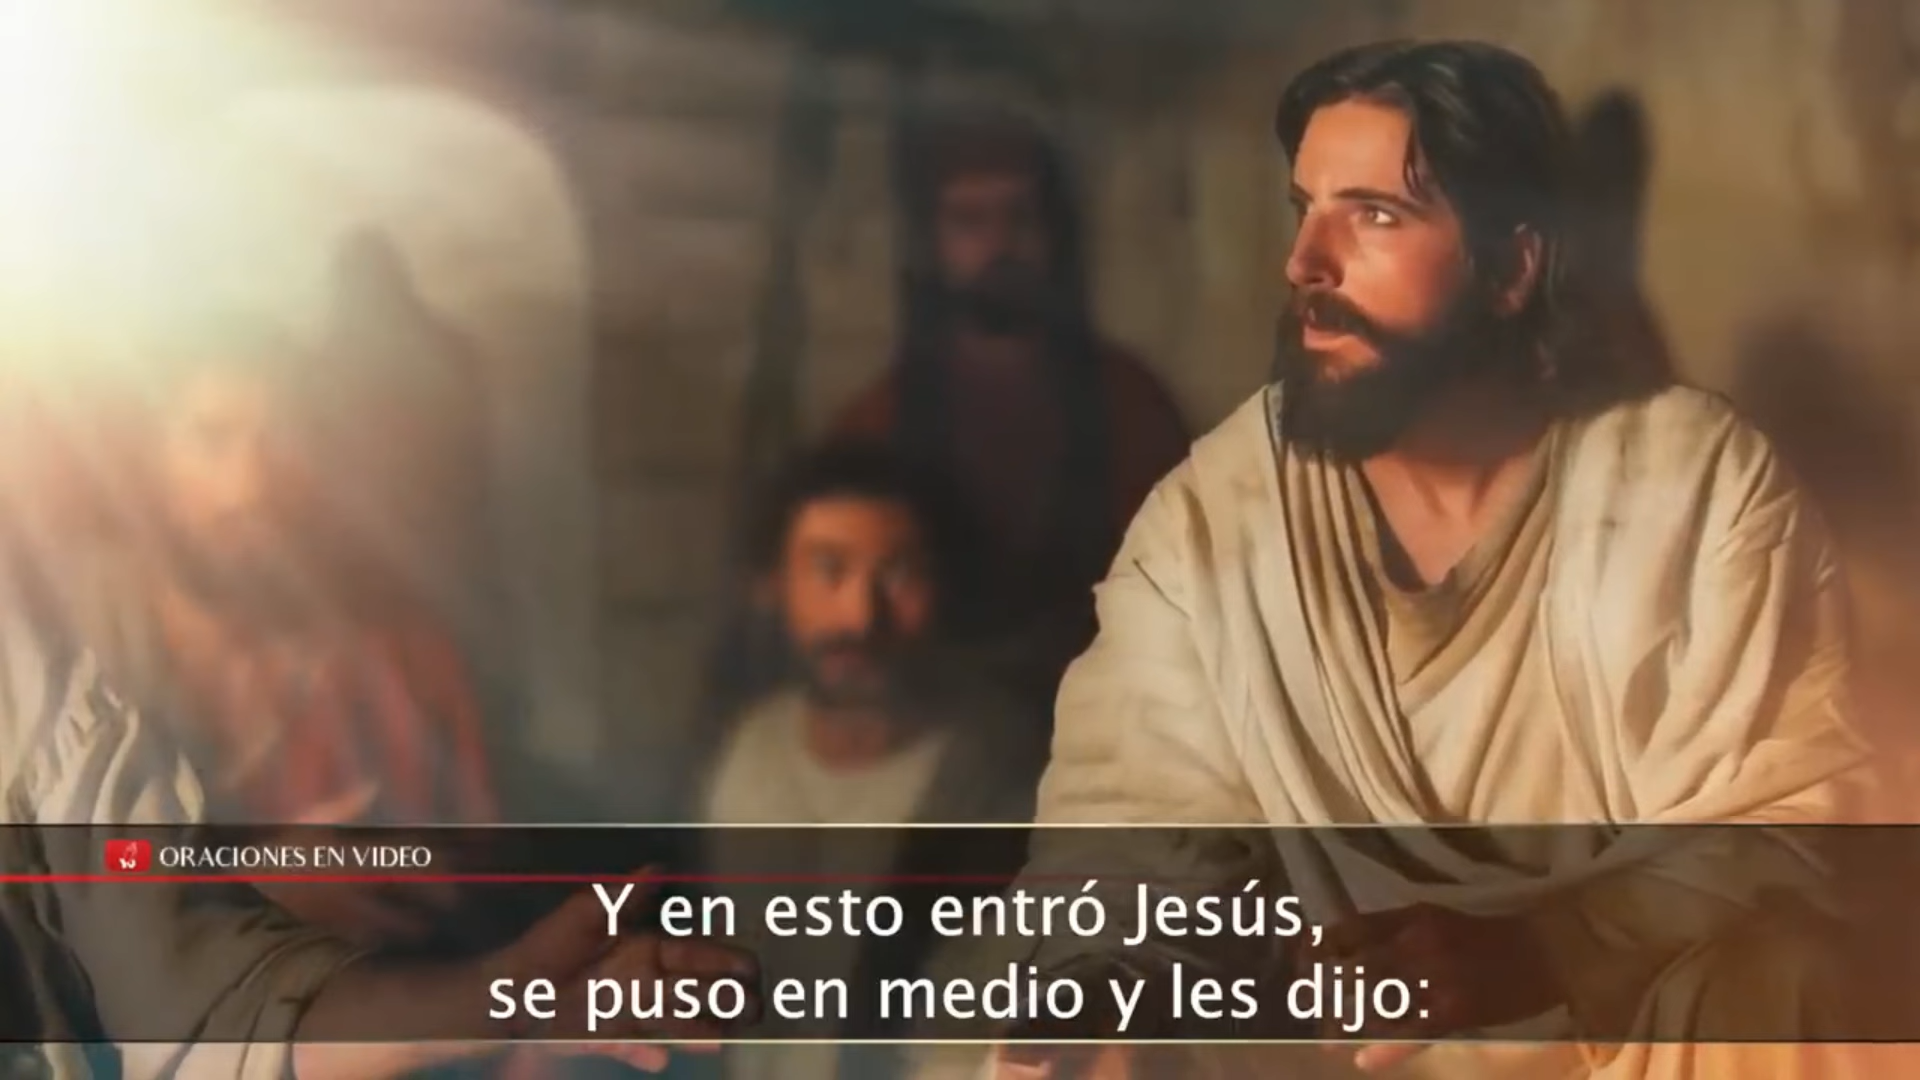 ORACIONES EN VIDEO
Y en esto entró Jesús,
se puso en medio y les dijo: